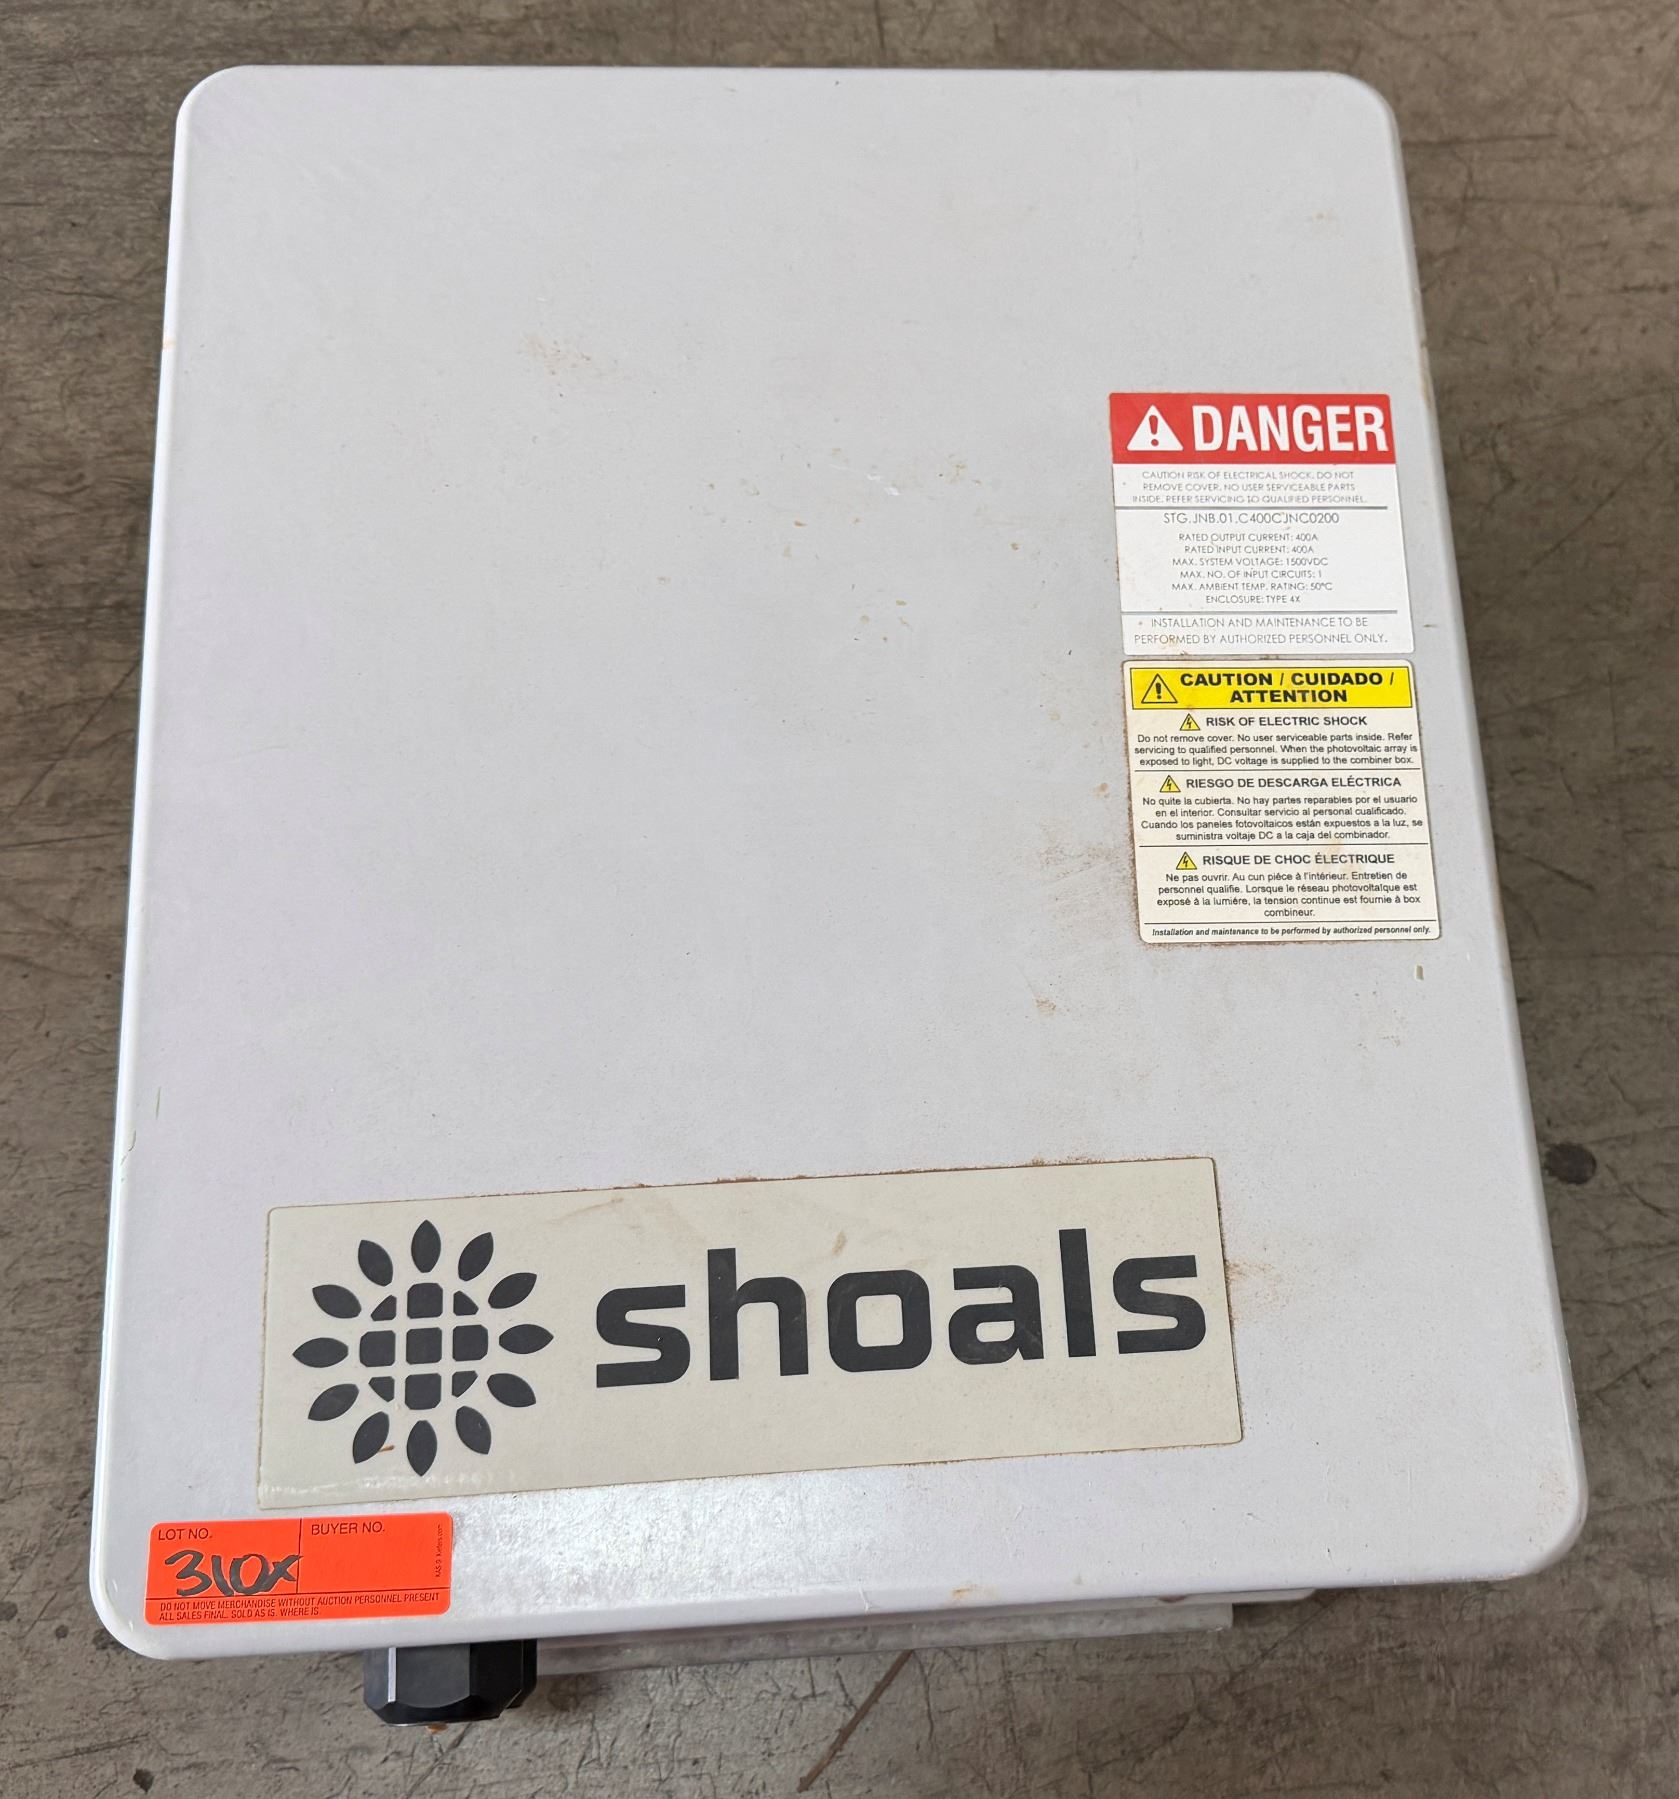 DANGER
CAUTION RISK OF ELECTRICAL SHOCK. DO NOT
REMOVE COVER. NO USER SERVICEABLE PARTS
INSIDE. REFER SERVICING TO QUALIFIED PERSONNEL.
STG.JNB.01.C400CJNC0200
RATED OUTPUT CURRENT: 400A
RATED INPUT CURRENT: 400A
MAX. SYSTEM VOLTAGE: 1500VDC
MAX. NO. OF INPUT CIRCUITS: 1
MAX. AMBIENT TEMP. RATING: 50°C
ENCLOSURE: TYPE 4X
INSTALLATION AND MAINTENANCE TO BE
PERFORMED BY AUTHORIZED PERSONNEL ONLY.
CAUTION / CUIDADO /
ATTENTION
RISK OF ELECTRIC SHOCK
Do not remove cover. No user serviceable parts inside. Refer
servicing to qualified personnel. When the photovoltaic array is
exposed to light, DC voltage is supplied to the combiner box.
RIESGO DE DESCARGA ELÉCTRICA
No quite la cubierta. No hay partes reparables por el usuario
en el interior. Consultar servicio al personal cualificado.
Cuando los paneles fotovoltaicos están expuestos a la luz, se
suministra voltaje DC a la caja del combinador.
RISQUE DE CHOC ÉLECTRIQUE
Ne pas ouvrir. Au cun piéce à l'intérieur. Entretien de
personnel qualifie. Lorsque le réseau photovoltaïque est
exposé à la lumiére, la tension continue est fournie à box
combineur.
Installation and maintenance to be performed by authorized personnel only.
shoals
LOT NO.
BUYER NO.
310x
DO NOT MOVE MERCHANDISE WITHOUT AUCTION PERSONNEL PRESENT
ALL SALES FINAL. SOLD AS IS. WHERE IS